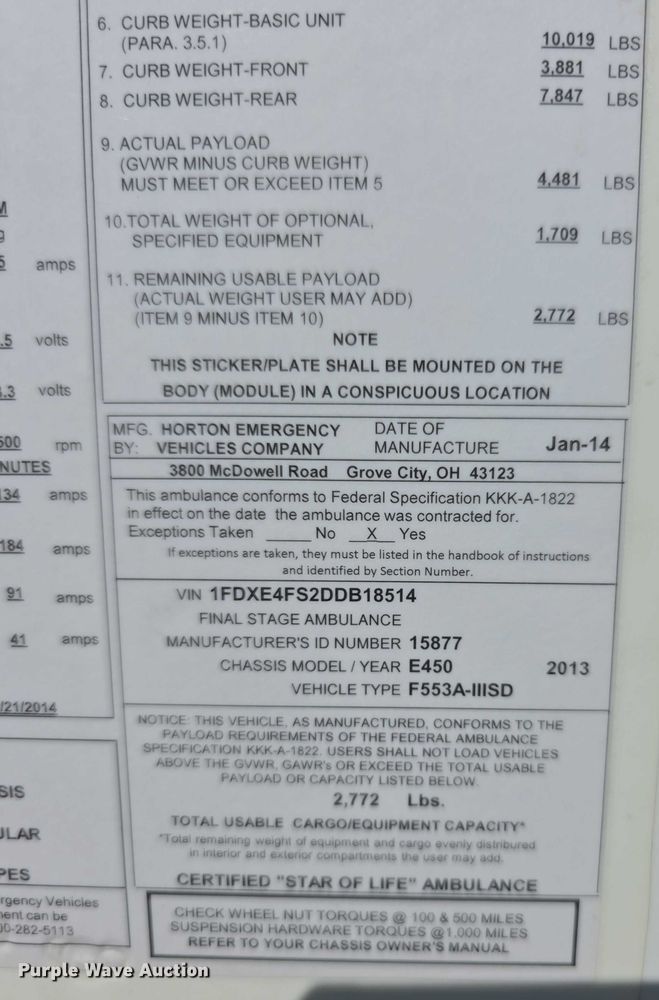 6. CURB WEIGHT-BASIC UNIT
(PARA. 3.5.1) 10,019 LBS
7. CURB WEIGHT-FRONT 3,881 LBS
8. CURB WEIGHT-REAR 7,847 LBS
9. ACTUAL PAYLOAD
(GVWR MINUS CURB WEIGHT)
MUST MEET OR EXCEED ITEM 5 4,481 LBS
10.TOTAL WEIGHT OF OPTIONAL,
SPECIFIED EQUIPMENT 1,709 LBS
11. REMAINING USABLE PAYLOAD
(ACTUAL WEIGHT USER MAY ADD)
(ITEM 9 MINUS ITEM 10) 2,772 LBS
NOTE
THIS STICKER/PLATE SHALL BE MOUNTED ON THE
BODY (MODULE) IN A CONSPICUOUS LOCATION
MFG. HORTON EMERGENCY DATE OF
BY: VEHICLES COMPANY MANUFACTURE Jan-14
3800 McDowell Road Grove City, OH 43123
This ambulance conforms to Federal Specification KKK-A-1822
in effect on the date the ambulance was contracted for.
Exceptions Taken _____ No __X__ Yes
If exceptions are taken, they must be listed in the handbook of instructions
and identified by Section Number.
VIN 1FDXE4FS2DDB18514
FINAL STAGE AMBULANCE
MANUFACTURER'S ID NUMBER 15877
CHASSIS MODEL / YEAR E450 2013
VEHICLE TYPE F553A-IIISD
NOTICE: THIS VEHICLE, AS MANUFACTURED, CONFORMS TO THE
PAYLOAD REQUIREMENTS OF THE FEDERAL AMBULANCE
SPECIFICATION KKK-A-1822. USERS SHALL NOT LOAD VEHICLES
ABOVE THE GVWR, GAWR's OR EXCEED THE TOTAL USABLE
PAYLOAD OR CAPACITY LISTED BELOW.
2,772 Lbs.
TOTAL USABLE CARGO/EQUIPMENT CAPACITY*
*Total remaining weight of equipment and cargo evenly distributed
in interior and exterior compartments the user may add.
CERTIFIED "STAR OF LIFE" AMBULANCE
CHECK WHEEL NUT TORQUES @ 100 & 500 MILES
SUSPENSION HARDWARE TORQUES @1,000 MILES
REFER TO YOUR CHASSIS OWNER'S MANUAL
5 amps
.5 volts
.3 volts
500 rpm
NUTES
34 amps
184 amps
91 amps
41 amps
/21/2014
SIS
ULAR
PES
rgency Vehicles
ent can be
00-282-5113
Purple Wave Auction